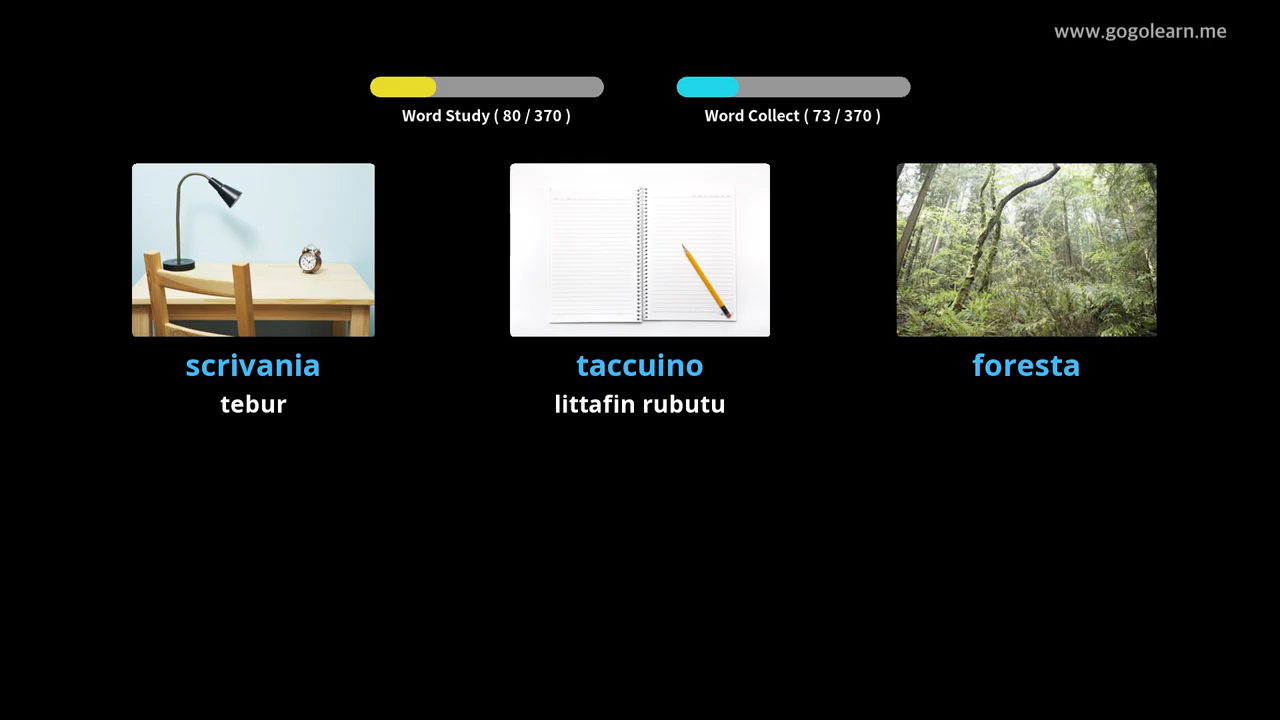 www.gogolearn.me
Word Study ( 80 / 370 )
Word Collect ( 73 / 370 )
scrivania
tebur
taccuino
littafin rubutu
foresta